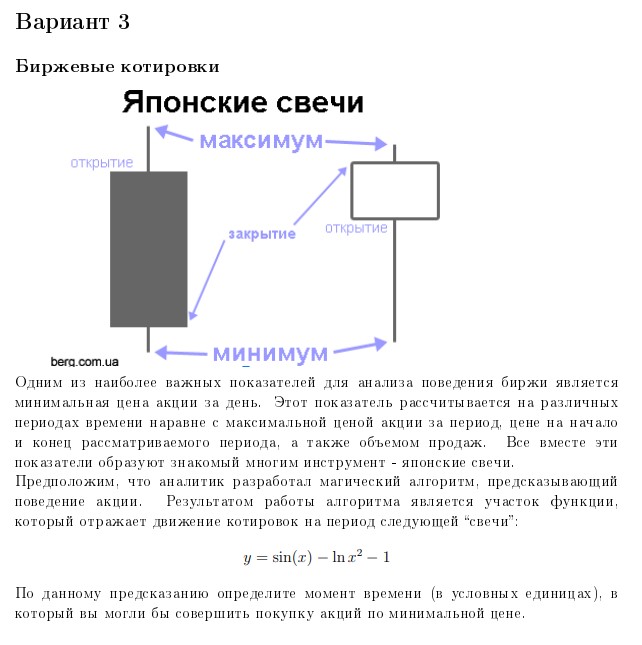 Вариант 3
Биржевые котировки
Японские свечи
максимум
открытие
закрытие
открытие
минимум
berg.com.ua
Одним из наиболее важных показателей для анализа поведения биржи является
минимальная цена акции за день. Этот показатель рассчитывается на различных
периодах времени наравне с максимальной ценой акции за период, цене на начало
и конец рассматриваемого периода, а также объемом продаж. Все вместе эти
показатели образуют знакомый многим инструмент - японские свечи.
Предположим, что аналитик разработал магический алгоритм, предсказывающий
поведение акции. Результатом работы алгоритма является участок функции,
который отражает движение котировок на период следующей “свечи”:
y = sin(x) − ln x² − 1
По данному предсказанию определите момент времени (в условных единицах), в
который вы могли бы совершить покупку акций по минимальной цене.